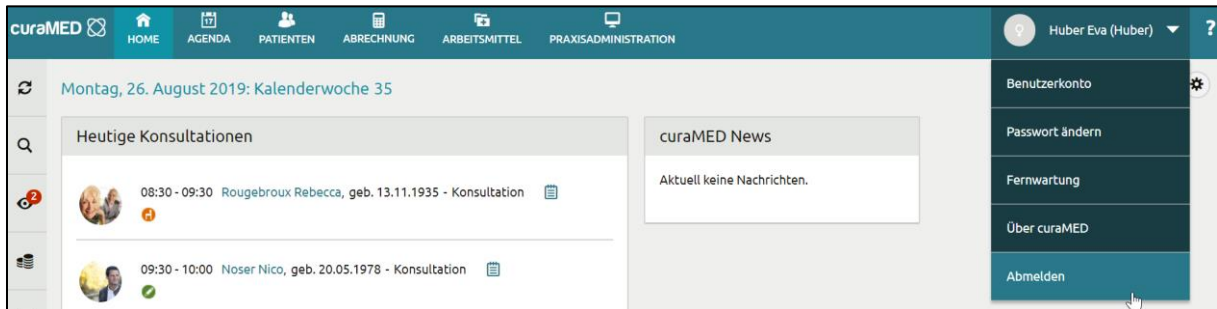 curaMED
HOME
17
AGENDA
PATIENTEN
ABRECHNUNG
ARBEITSMITTEL
PRAXISADMINISTRATION
Huber Eva (Huber)
?
Montag, 26. August 2019: Kalenderwoche 35
Heutige Konsultationen
2
08:30 - 09:30 Rougebroux Rebecca, geb. 13.11.1935 - Konsultation
09:30 - 10:00 Noser Nico, geb. 20.05.1978 - Konsultation
curaMED News
Aktuell keine Nachrichten.
Benutzerkonto
Passwort ändern
Fernwartung
Über curaMED
Abmelden